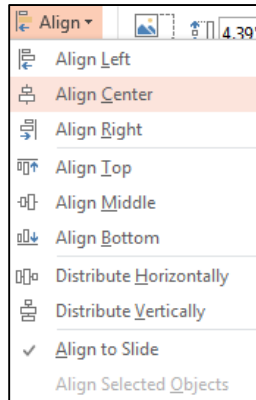 Align
4.39"
Align Left
Align Center
Align Right
Align Top
Align Middle
Align Bottom
Distribute Horizontally
Distribute Vertically
Align to Slide
Align Selected Objects